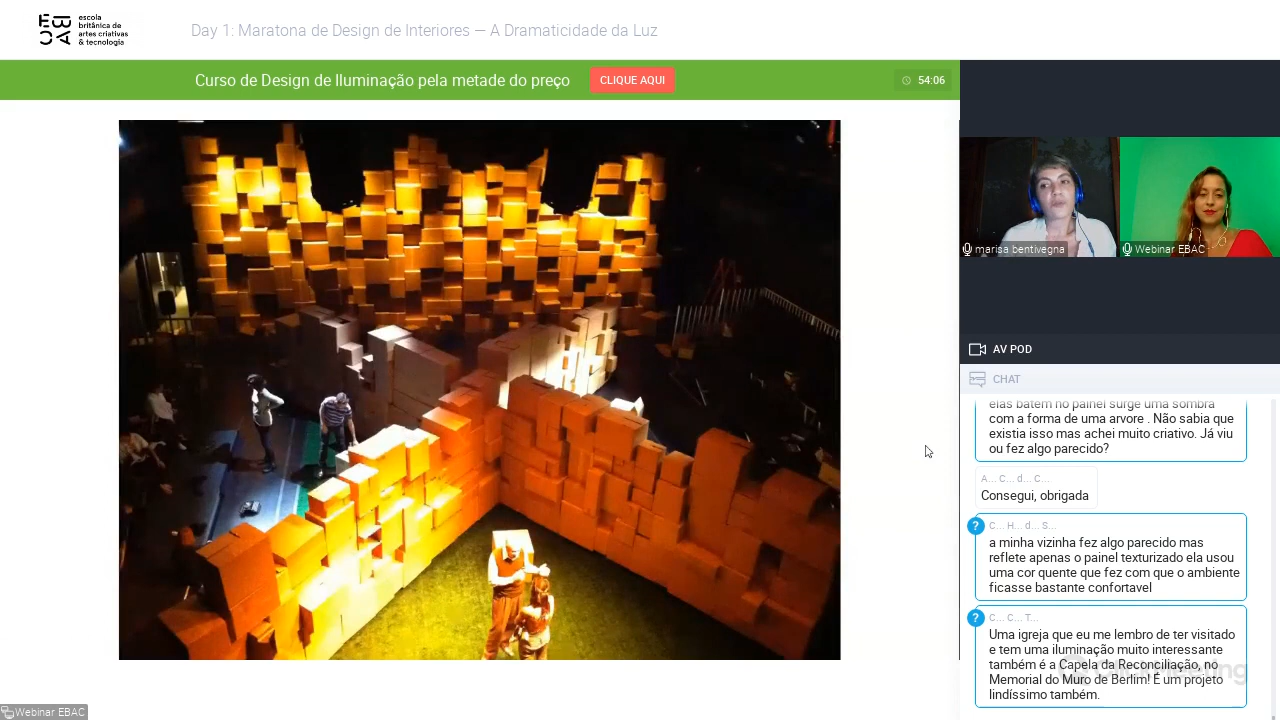 escola
britânica de
artes criativas
& tecnologia
Day 1: Maratona de Design de Interiores — A Dramaticidade da Luz
Curso de Design de Iluminação pela metade do preço
CLIQUE AQUI
54:06
marisa bentivegna
Webinar EBAC
AV POD
CHAT
elas batem no painel surge uma sombra
com a forma de uma arvore . Não sabia que
existia isso mas achei muito criativo. Já viu
ou fez algo parecido?
A... C... d... C...
Consegui, obrigada
?
C... H... d... S...
a minha vizinha fez algo parecido mas
reflete apenas o painel texturizado ela usou
uma cor quente que fez com que o ambiente
ficasse bastante confortavel
?
C... C... T...
Uma igreja que eu me lembro de ter visitado
e tem uma iluminação muito interessante
também é a Capela da Reconciliação, no
Memorial do Muro de Berlim! É um projeto
lindíssimo também.
Webinar EBAC